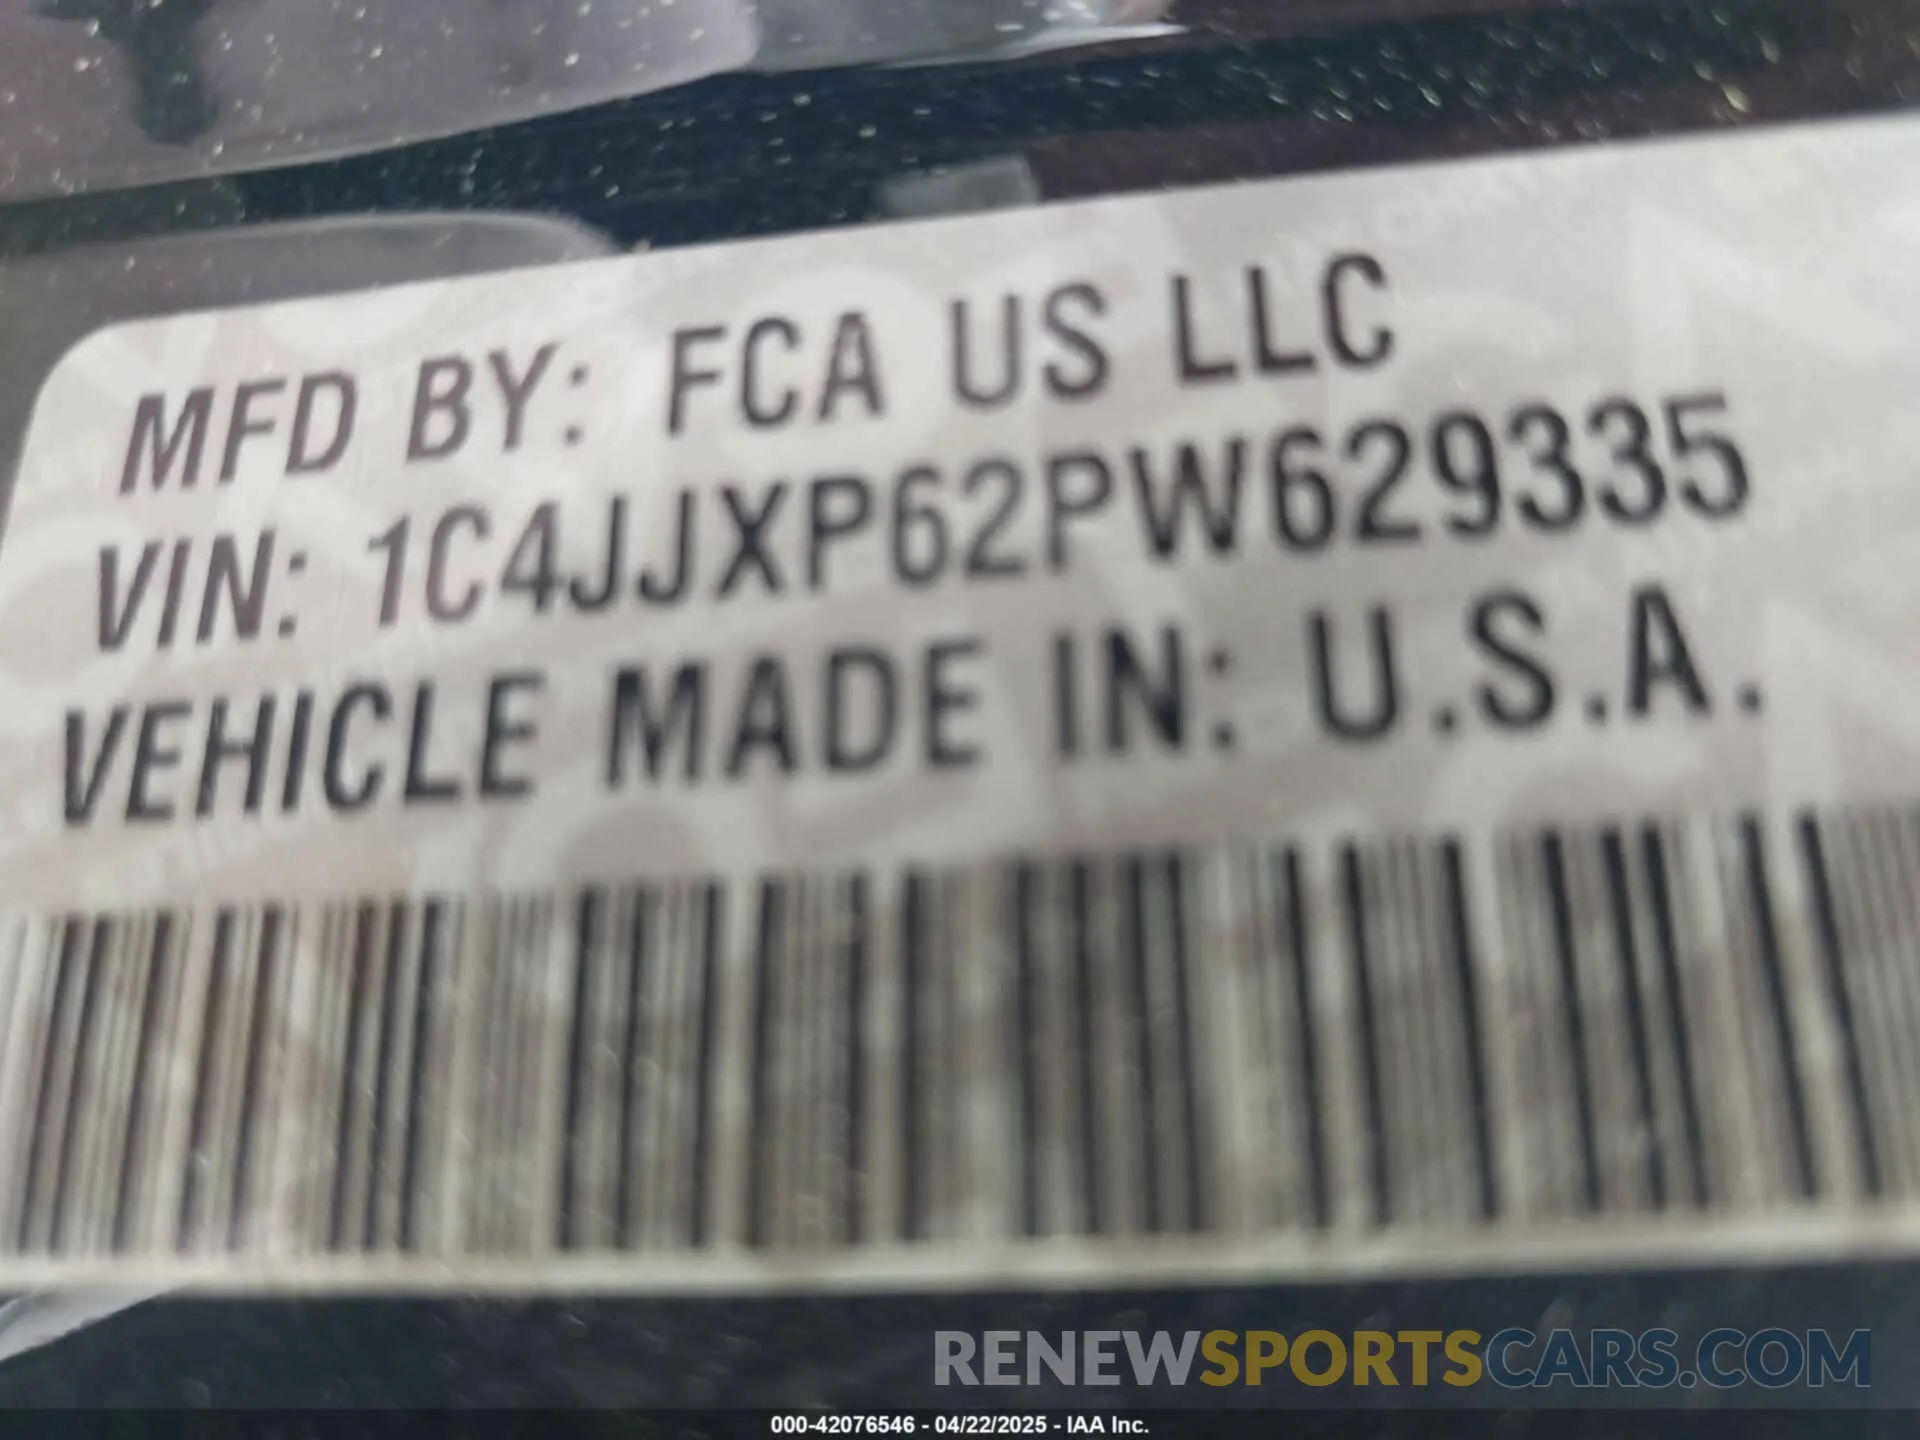 MFD BY: FCA US LLC
VIN: 1C4JJXP62PW629335
VEHICLE MADE IN: U.S.A.
RENEWSPORTSCARS.COM
000-42076546 - 04/22/2025 - IAA Inc.